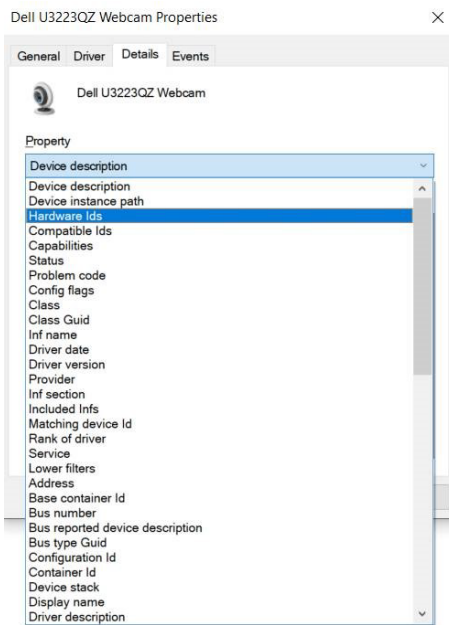 Dell U3223QZ Webcam Properties
General Driver Details Events
Dell U3223QZ Webcam
Property
Device description
Device description
Device instance path
Hardware Ids
Compatible Ids
Capabilities
Status
Problem code
Config flags
Class
Class Guid
Inf name
Driver date
Driver version
Provider
Inf section
Included Infs
Matching device Id
Rank of driver
Service
Lower filters
Address
Base container Id
Bus number
Bus reported device description
Bus type Guid
Configuration Id
Container Id
Device stack
Display name
Driver description